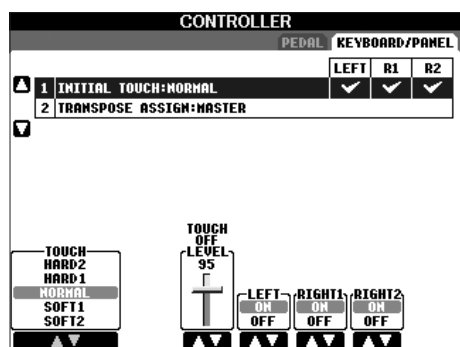 CONTROLLER
PEDAL KEYBOARD/PANEL
LEFT R1 R2
1 INITIAL TOUCH:NORMAL
2 TRANSPOSE ASSIGN:MASTER
TOUCH
HARD2
HARD1
NORMAL
SOFT1
SOFT2
TOUCH
OFF
LEVEL
95
LEFT
ON
OFF
RIGHT1
ON
OFF
RIGHT2
ON
OFF